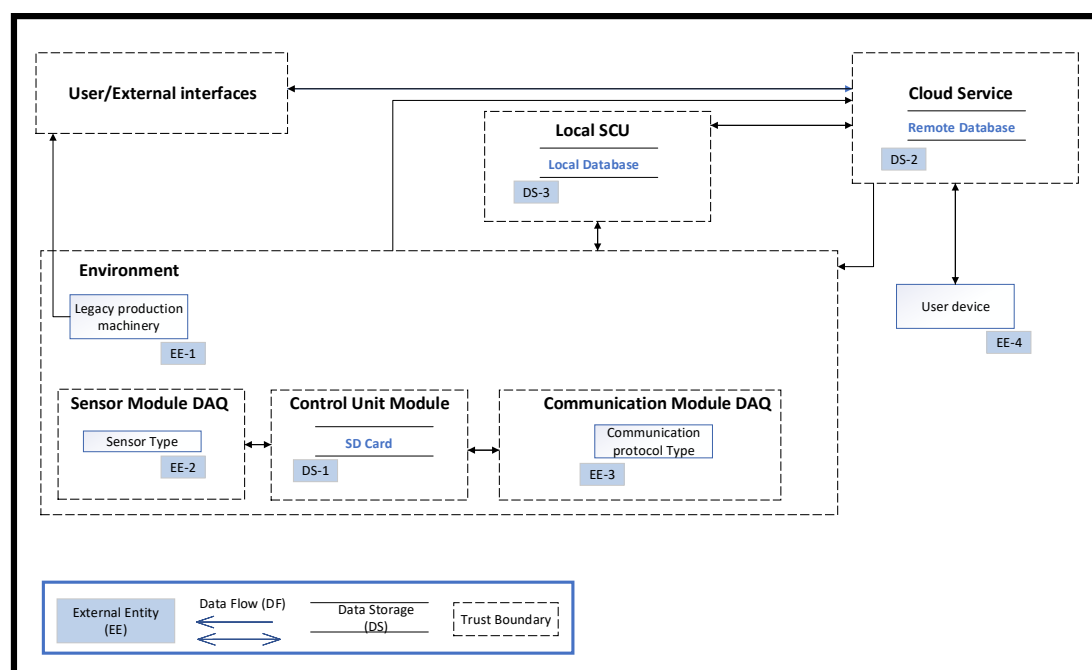 User/External interfaces
Cloud Service
Remote Database
DS-2
Local SCU
Local Database
DS-3
Environment
Legacy production
machinery
EE-1
User device
EE-4
Sensor Module DAQ
Sensor Type
EE-2
Control Unit Module
SD Card
DS-1
Communication Module DAQ
Communication
protocol Type
EE-3
External Entity
(EE)
Data Flow (DF)
Data Storage
(DS)
Trust Boundary